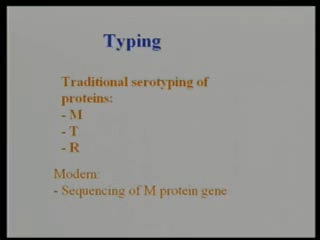 Typing
Traditional serotyping of
proteins:
- M
- T
- R
Modern:
- Sequencing of M protein gene